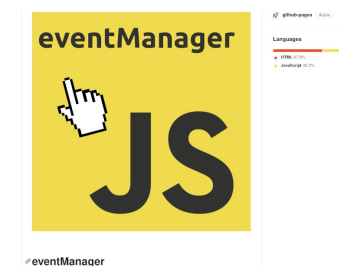 eventManager
JS
eventManager
github-pages Active
Languages
HTML 67.8%
JavaScript 32.2%